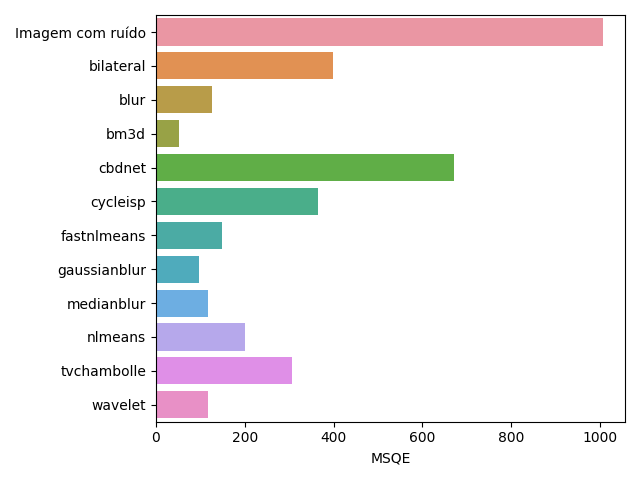 Imagem com ruído
bilateral
blur
bm3d
cbdnet
cycleisp
fastnlmeans
gaussianblur
medianblur
nlmeans
tvchambolle
wavelet
0 200 400 600 800 1000
MSQE